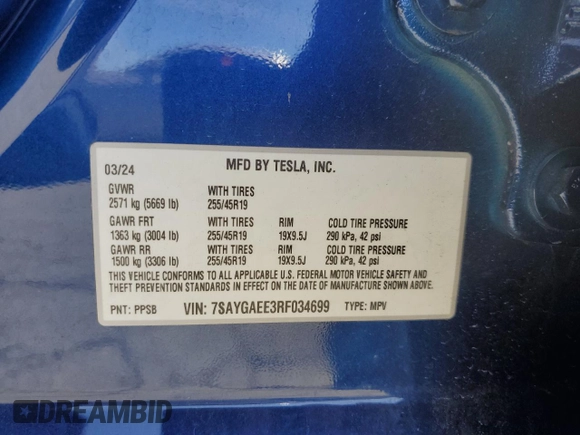 03/24 MFD BY TESLA, INC.
GVWR WITH TIRES
2571 kg (5669 lb) 255/45R19
GAWR FRT WITH TIRES RIM COLD TIRE PRESSURE
1363 kg (3004 lb) 255/45R19 19X9.5J 290 kPa, 42 psi
GAWR RR WITH TIRES RIM COLD TIRE PRESSURE
1500 kg (3306 lb) 255/45R19 19X9.5J 290 kPa, 42 psi
THIS VEHICLE CONFORMS TO ALL APPLICABLE U.S. FEDERAL MOTOR VEHICLE SAFETY AND
THEFT PREVENTION STANDARDS IN EFFECT ON THE DATE OF MANUFACTURE SHOWN ABOVE.
PNT: PPSB VIN: 7SAYGAEE3RF034699 TYPE: MPV
DREAMBID